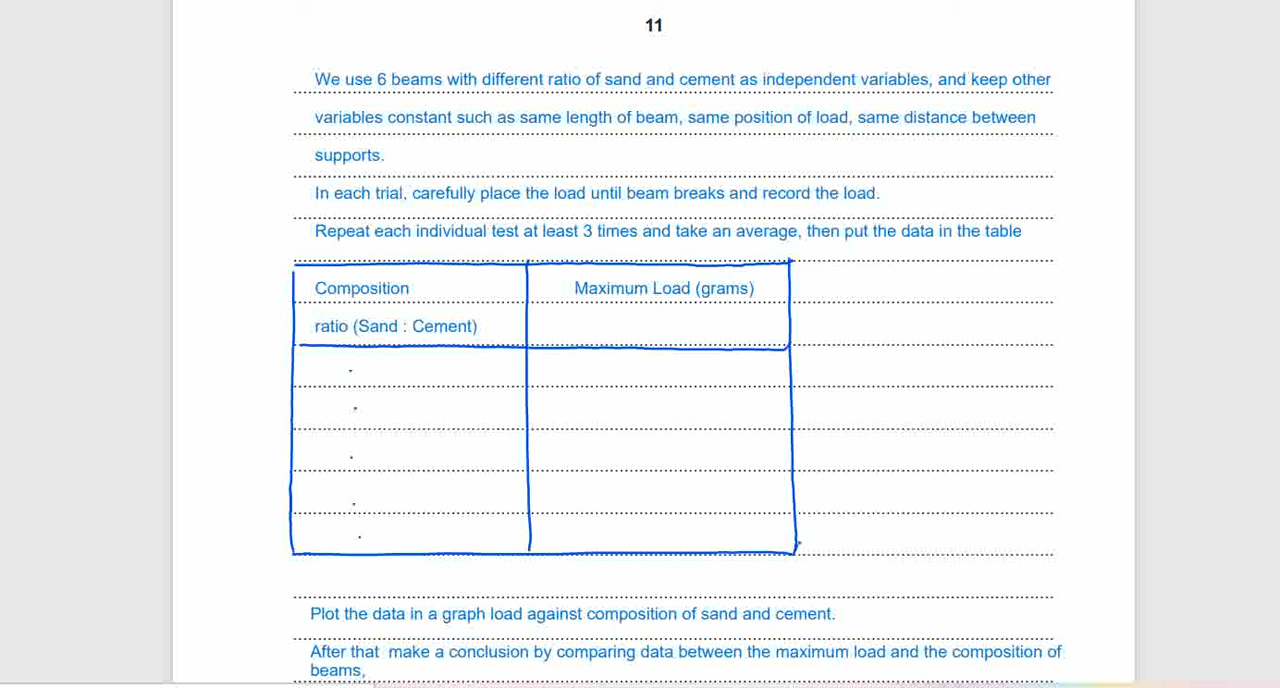 11
We use 6 beams with different ratio of sand and cement as independent variables, and keep other
variables constant such as same length of beam, same position of load, same distance between
supports.
In each trial, carefully place the load until beam breaks and record the load.
Repeat each individual test at least 3 times and take an average, then put the data in the table
Composition Maximum Load (grams)
ratio (Sand : Cement)
Plot the data in a graph load against composition of sand and cement.
After that make a conclusion by comparing data between the maximum load and the composition of
beams,